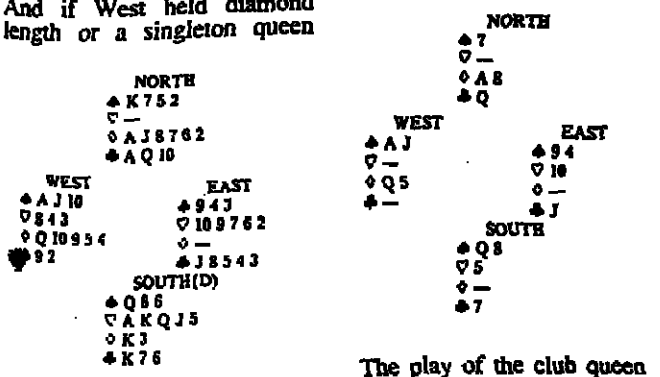 And if West held diamond
length or a singleton queen
NORTH
♠ K 7 5 2
♡ —
◊ A J 8 7 6 2
♣ A Q 10
WEST
♠ A J 10
♡ 8 4 3
◊ Q 10 9 5 4
♣ 9 2
EAST
♠ 9 4 3
♡ 10 9 7 6 2
◊ —
♣ J 8 5 4 3
SOUTH(D)
♠ Q 8 6
♡ A K Q J 5
◊ K 3
♣ K 7 6
NORTH
♠ 7
♡ —
◊ A 8
♣ Q
WEST
♠ A J
♡ —
◊ Q 5
♣ —
EAST
♠ 9 4
♡ 10
◊ —
♣ J
SOUTH
♠ Q 8
♡ 5
◊ —
♣ 7
The play of the club queen